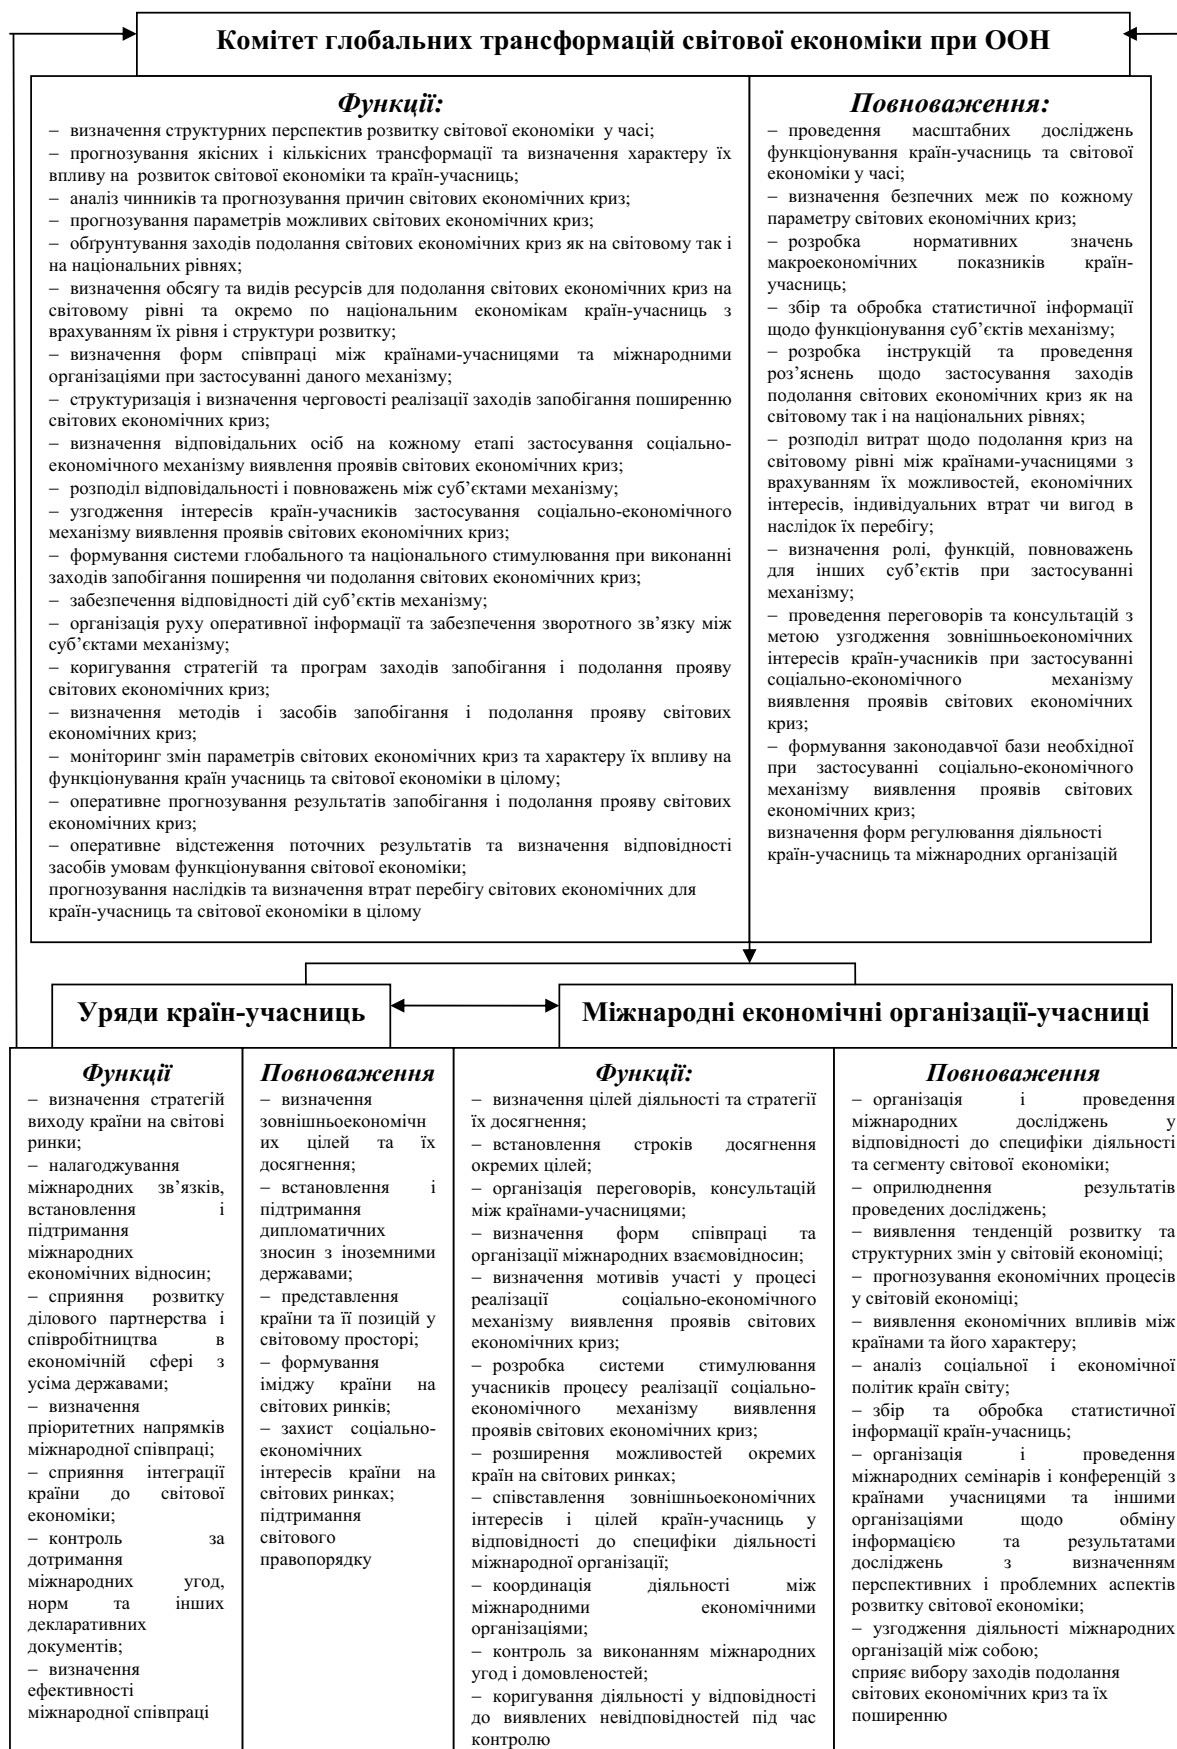 Комітет глобальних трансформацій світової економіки при ООН
Функції:
– визначення структурних перспектив розвитку світової економіки у часі;
– прогнозування якісних і кількісних трансформації та визначення характеру їх
впливу на розвиток світової економіки та країн-учасниць;
– аналіз чинників та прогнозування причин світових економічних криз;
– прогнозування параметрів можливих світових економічних криз;
– обґрунтування заходів подолання світових економічних криз як на світовому так і
на національних рівнях;
– визначення обсягу та видів ресурсів для подолання світових економічних криз на
світовому рівні та окремо по національним економікам країн-учасниць з
врахуванням їх рівня і структури розвитку;
– визначення форм співпраці між країнами-учасницями та міжнародними
організаціями при застосуванні даного механізму;
– структуризація і визначення черговості реалізації заходів запобігання поширенню
світових економічних криз;
– визначення відповідальних осіб на кожному етапі застосування соціально-
економічного механізму виявлення проявів світових економічних криз;
– розподіл відповідальності і повноважень між суб’єктами механізму;
– узгодження інтересів країн-учасників застосування соціально-економічного
механізму виявлення проявів світових економічних криз;
– формування системи глобального та національного стимулювання при виконанні
заходів запобігання поширення чи подолання світових економічних криз;
– забезпечення відповідності дій суб’єктів механізму;
– організація руху оперативної інформації та забезпечення зворотного зв’язку між
суб’єктами механізму;
– коригування стратегій та програм заходів запобігання і подолання прояву
світових економічних криз;
– визначення методів і засобів запобігання і подолання прояву світових
економічних криз;
– моніторинг змін параметрів світових економічних криз та характеру їх впливу на
функціонування країн учасниць та світової економіки в цілому;
– оперативне прогнозування результатів запобігання і подолання прояву світових
економічних криз;
– оперативне відстеження поточних результатів та визначення відповідності
засобів умовам функціонування світової економіки;
прогнозування наслідків та визначення втрат перебігу світових економічних для
країн-учасниць та світової економіки в цілому
Повноваження:
– проведення масштабних досліджень
функціонування країн-учасниць та світової
економіки у часі;
– визначення безпечних меж по кожному
параметру світових економічних криз;
– розробка нормативних значень
макроекономічних показників країн-
учасниць;
– збір та обробка статистичної інформації
щодо функціонування суб’єктів механізму;
– розробка інструкцій та проведення
роз’яснень щодо застосування заходів
подолання світових економічних криз як на
світовому так і на національних рівнях;
– розподіл витрат щодо подолання криз на
світовому рівні між країнами-учасницями з
врахуванням їх можливостей, економічних
інтересів, індивідуальних втрат чи вигод в
наслідок їх перебігу;
– визначення ролі, функцій, повноважень
для інших суб’єктів при застосуванні
механізму;
– проведення переговорів та консультацій з
метою узгодження зовнішньоекономічних
інтересів країн-учасників при застосуванні
соціально-економічного механізму
виявлення проявів світових економічних
криз;
– формування законодавчої бази необхідної
при застосуванні соціально-економічного
механізму виявлення проявів світових
економічних криз;
визначення форм регулювання діяльності
країн-учасниць та міжнародних організацій
Уряди країн-учасниць
Міжнародні економічні організації-учасниці
Функції
– визначення стратегій
виходу країни на світові
ринки;
– налагоджування
міжнародних зв’язків,
встановлення і
підтримання
міжнародних
економічних відносин;
– сприяння розвитку
ділового партнерства і
співробітництва в
економічній сфері з
усіма державами;
– визначення
пріоритетних напрямків
міжнародної співпраці;
– сприяння інтеграції
країни до світової
економіки;
– контроль за
дотримання
міжнародних угод,
норм та інших
декларативних
документів;
– визначення
ефективності
міжнародної співпраці
Повноваження
– визначення
зовнішньоекономічн
их цілей та їх
досягнення;
– встановлення і
підтримання
дипломатичних
зносин з іноземними
державами;
– представлення
країни та її позицій у
світовому просторі;
– формування
іміджу країни на
світових ринків;
– захист соціально-
економічних
інтересів країни на
світових ринках;
підтримання
світового
правопорядку
Функції:
– визначення цілей діяльності та стратегії
їх досягнення;
– встановлення строків досягнення
окремих цілей;
– організація переговорів, консультацій
між країнами-учасницями;
– визначення форм співпраці та
організації міжнародних взаємовідносин;
– визначення мотивів участі у процесі
реалізації соціально-економічного
механізму виявлення проявів світових
економічних криз;
– розробка системи стимулювання
учасників процесу реалізації соціально-
економічного механізму виявлення
проявів світових економічних криз;
– розширення можливостей окремих
країн на світових ринках;
– співставлення зовнішньоекономічних
інтересів і цілей країн-учасниць у
відповідності до специфіки діяльності
міжнародної організації;
– координація діяльності між
міжнародними економічними
організаціями;
– контроль за виконанням міжнародних
угод і домовленостей;
– коригування діяльності у відповідності
до виявлених невідповідностей під час
контролю
Повноваження
– організація і проведення
міжнародних досліджень у
відповідності до специфіки діяльності
та сегменту світової економіки;
– оприлюднення результатів
проведених досліджень;
– виявлення тенденцій розвитку та
структурних змін у світовій економіці;
– прогнозування економічних процесів
у світовій економіці;
– виявлення економічних впливів між
країнами та його характеру;
– аналіз соціальної і економічної
політик країн світу;
– збір та обробка статистичної
інформації країн-учасниць;
– організація і проведення
міжнародних семінарів і конференцій з
країнами учасницями та іншими
організаціями щодо обміну
інформацією та результатами
досліджень з визначенням
перспективних і проблемних аспектів
розвитку світової економіки;
– узгодження діяльності міжнародних
організацій між собою;
сприяє вибору заходів подолання
світових економічних криз та їх
поширенню